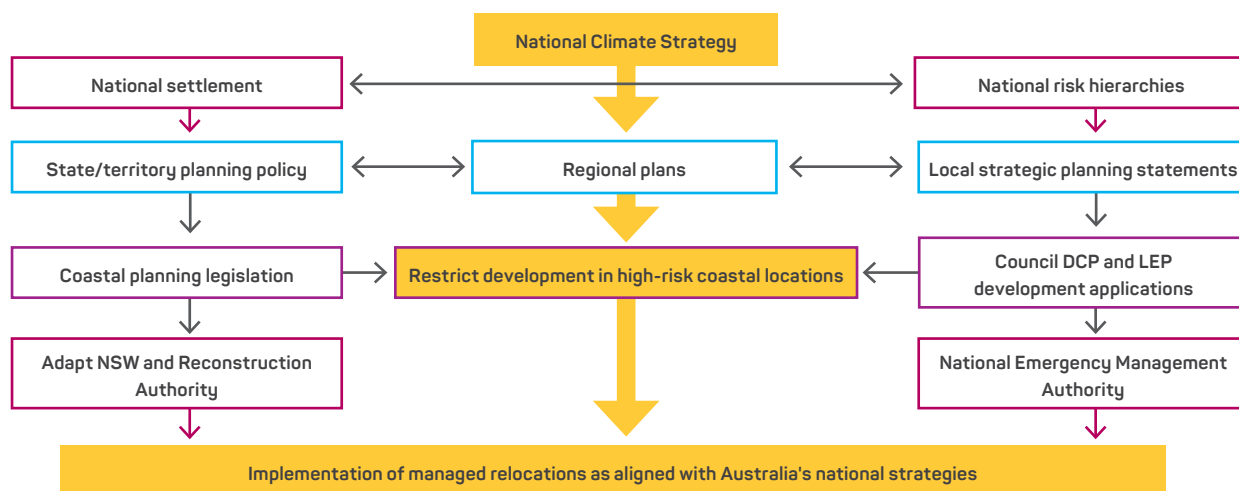 National Climate Strategy
National settlement
National risk hierarchies
State/territory planning policy
Regional plans
Local strategic planning statements
Coastal planning legislation
Restrict development in high-risk coastal locations
Council DCP and LEP
development applications
Adapt NSW and Reconstruction
Authority
National Emergency Management
Authority
Implementation of managed relocations as aligned with Australia's national strategies